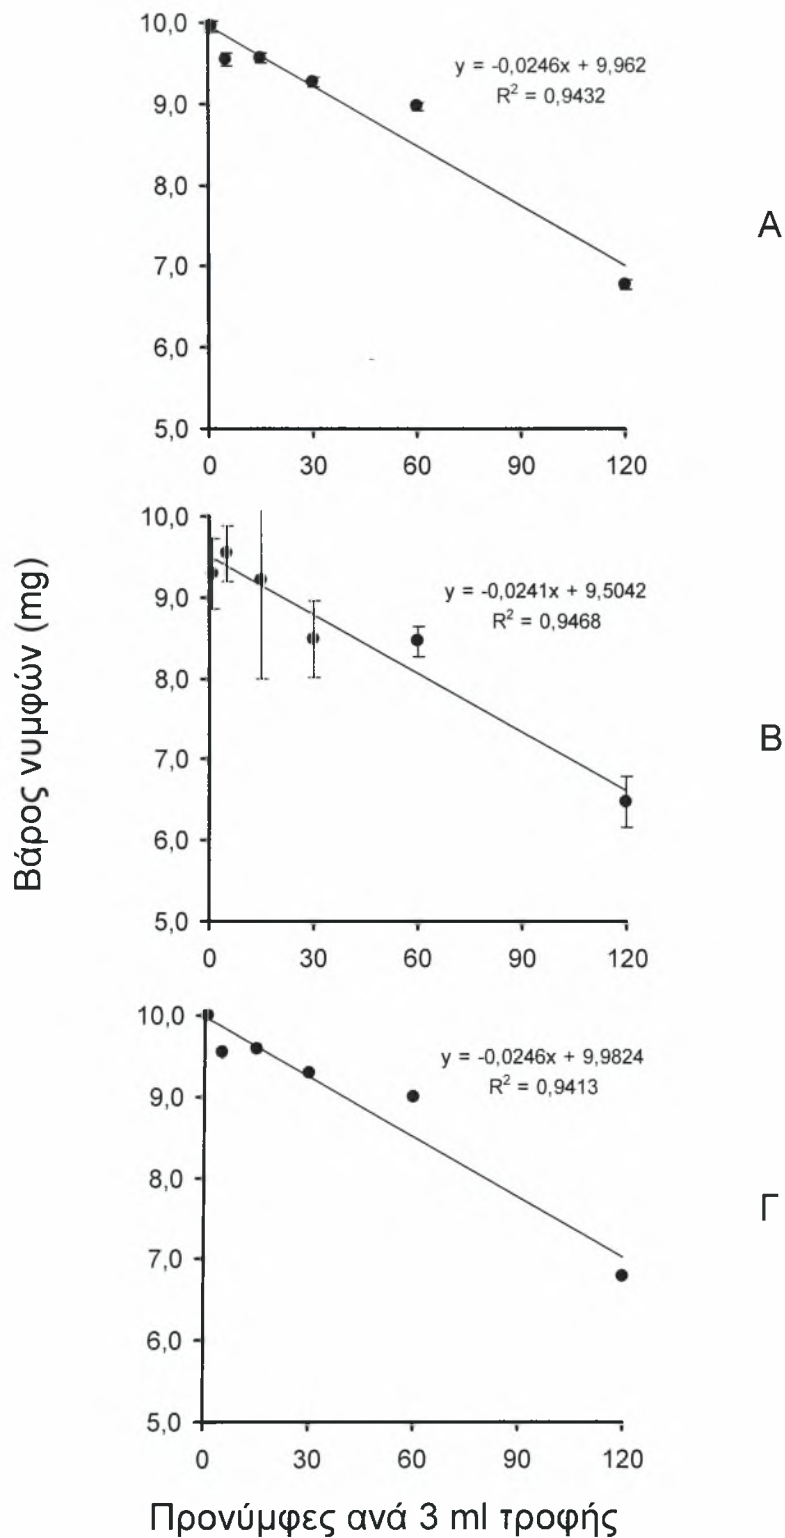 10,0
y = -0,0246x + 9,962
R² = 0,9432
9,0
8,0
A
7,0
6,0
5,0
0 30 60 90 120
10,0
y = -0,0241x + 9,5042
R² = 0,9468
9,0
8,0
B
7,0
6,0
5,0
0 30 60 90 120
Βάρος νυμφών (mg)
10,0
y = -0,0246x + 9,9824
R² = 0,9413
9,0
8,0
Γ
7,0
6,0
5,0
0 30 60 90 120
Προνύμφες ανά 3 ml τροφής